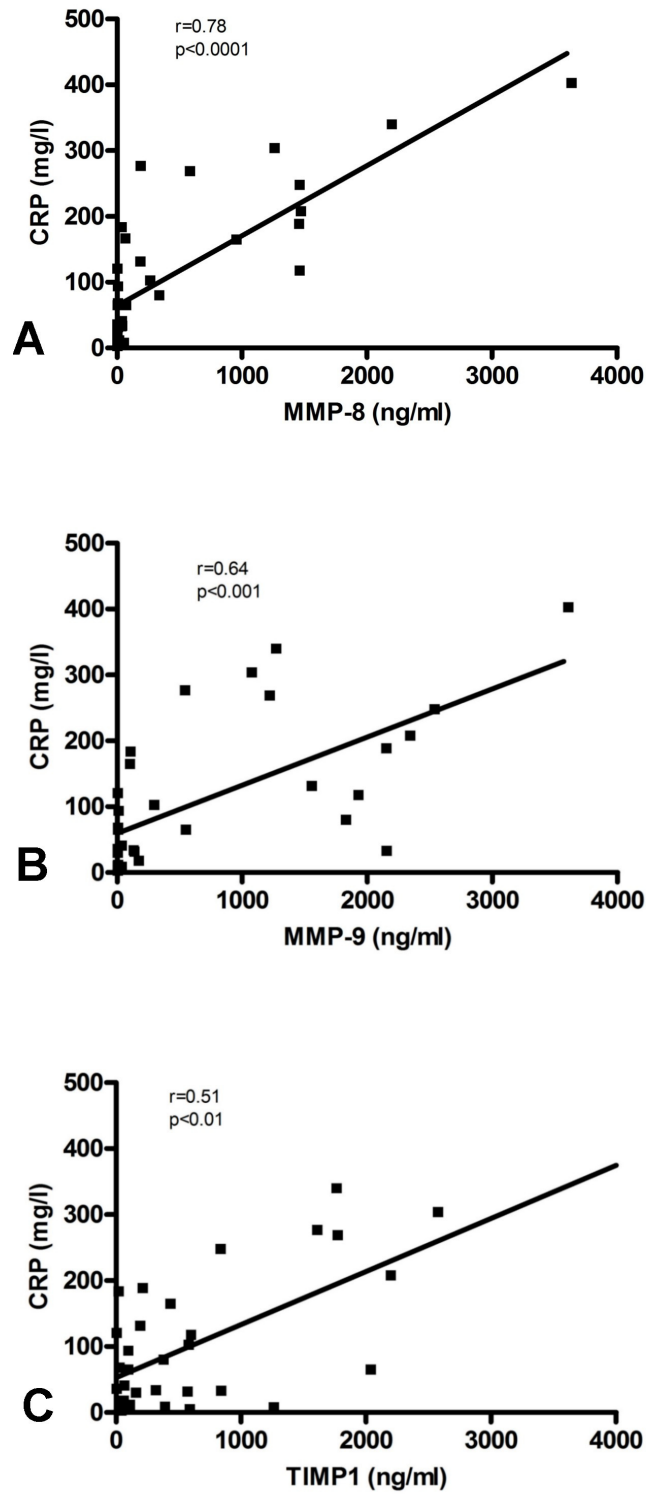 r=0.78
p<0.0001
500
400
300
200
100
0
CRP (mg/l)
0 1000 2000 3000 4000
MMP-8 (ng/ml)
A
r=0.64
p<0.001
500
400
300
200
100
0
CRP (mg/l)
0 1000 2000 3000 4000
MMP-9 (ng/ml)
B
r=0.51
p<0.01
500
400
300
200
100
0
CRP (mg/l)
0 1000 2000 3000 4000
TIMP1 (ng/ml)
C